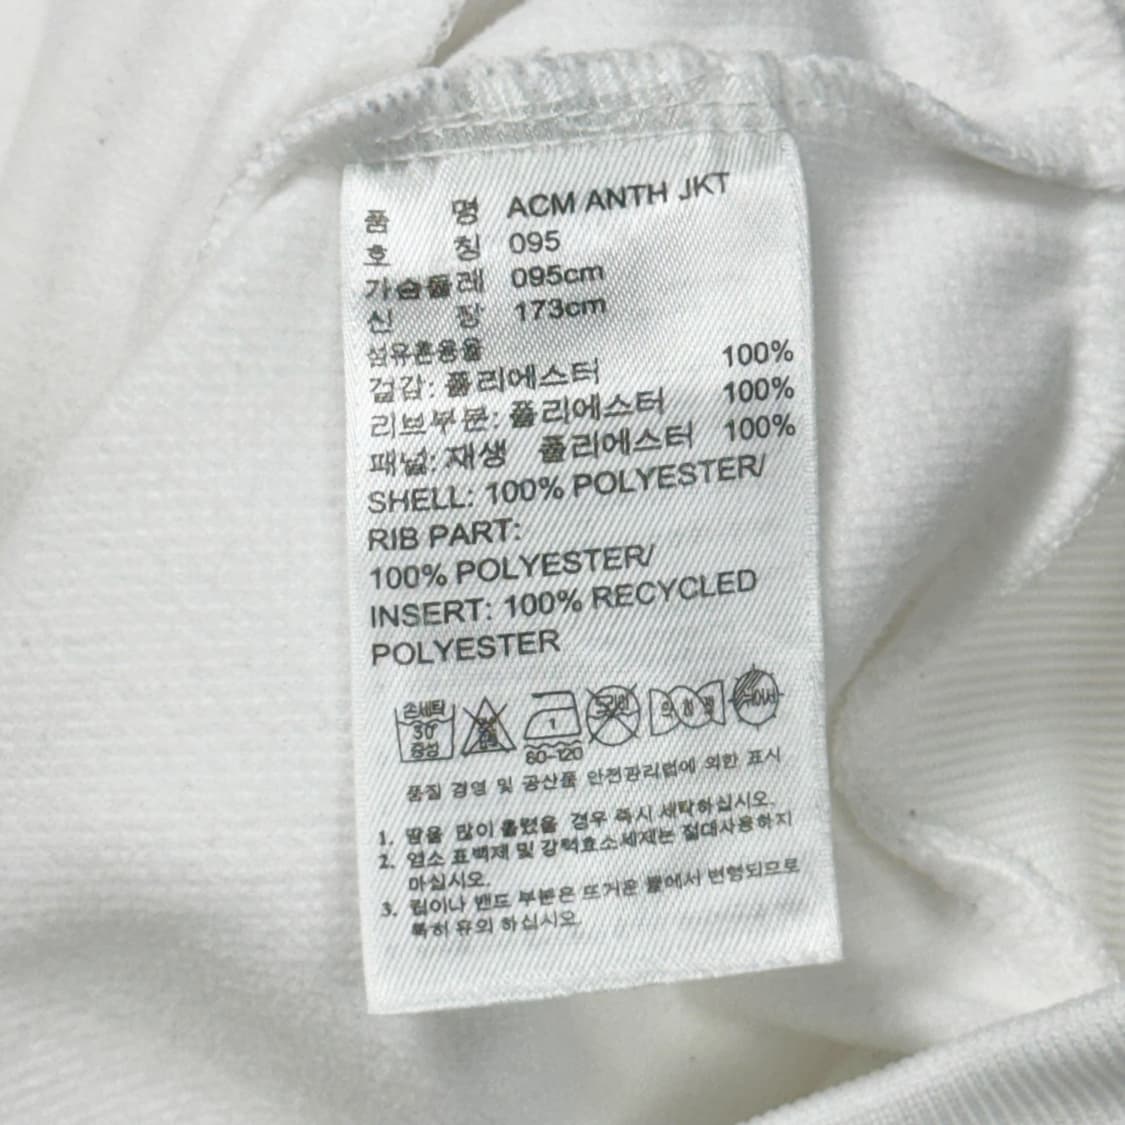 품 명 ACM ANTH JKT
호 칭 095
가슴둘레 095cm
신 장 173cm
섬유혼용율
겉감: 폴리에스터 100%
리브부분: 폴리에스터 100%
패널: 재생 폴리에스터 100%
SHELL: 100% POLYESTER/
RIB PART:
100% POLYESTER/
INSERT: 100% RECYCLED
POLYESTER
손세탁 30 중성 1 80-120 드라이
품질 경영 및 공산품 안전관리법에 의한 표시
1. 땀을 많이 흘렸을 경우 즉시 세탁하십시오.
2. 염소 표백제 및 강력효소세제는 절대사용하지
마십시오.
3. 립이나 밴드 부분은 뜨거운 물에서 변형되므로
특히 유의 하십시오.